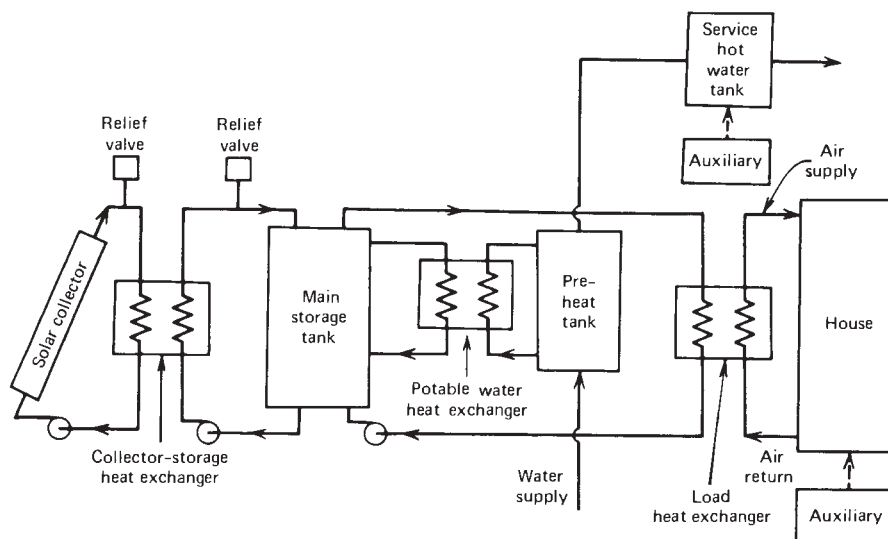 Service
hot
water
tank
Relief
valve
Relief
valve
Auxiliary
Air
supply
Solar collector
Main
storage
tank
Pre-
heat
tank
House
Potable water
heat exchanger
Collector-storage
heat exchanger
Water
supply
Load
heat exchanger
Air
return
Auxiliary